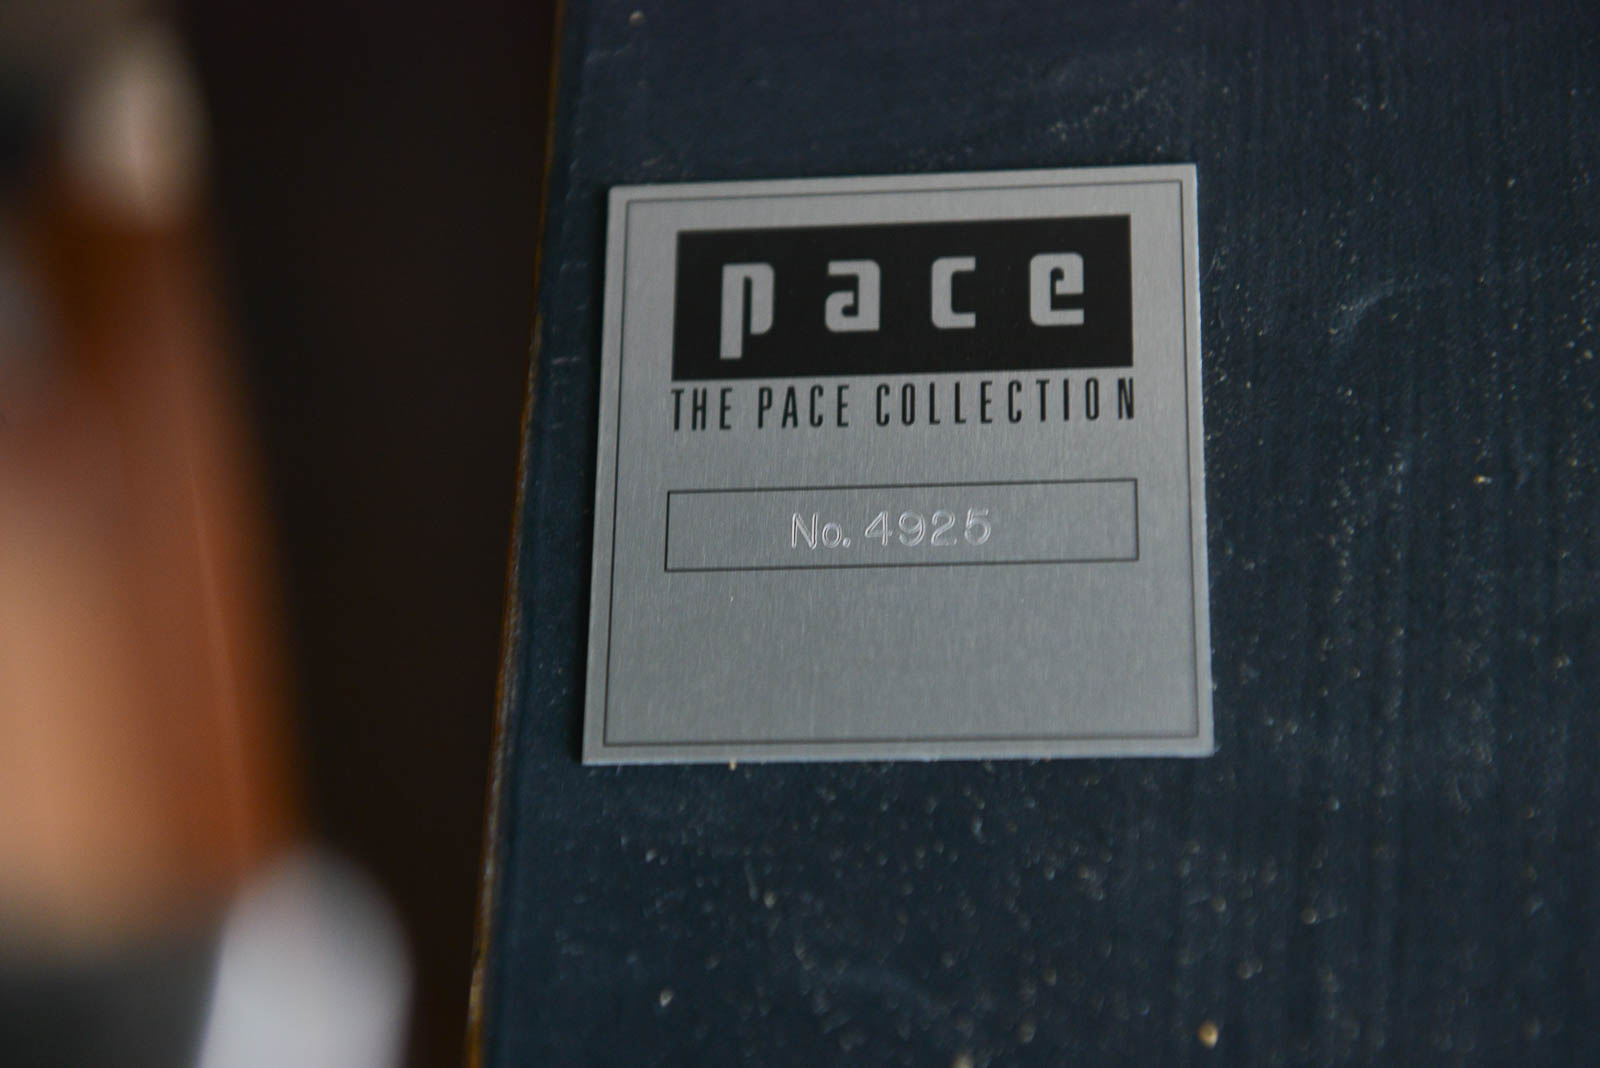 pace
THE PACE COLLECTION
No. 4925